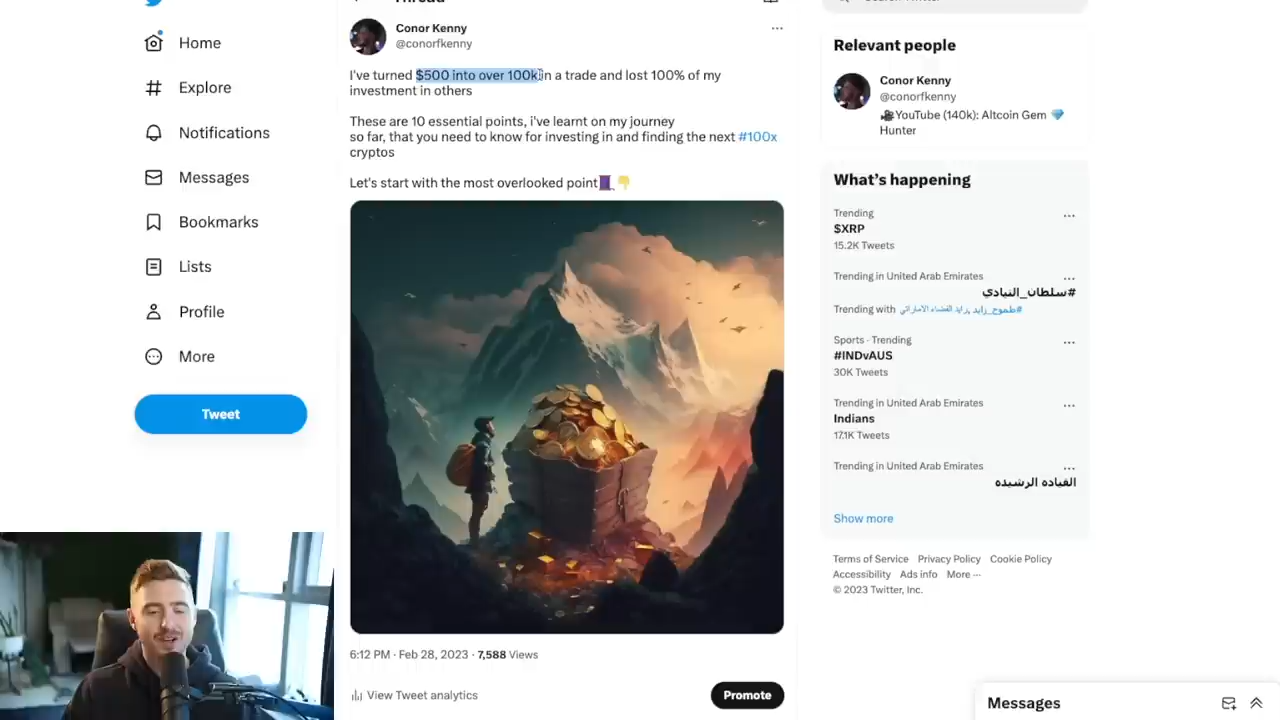 Home
Explore
Notifications
Messages
Bookmarks
Lists
Profile
More
Tweet
Conor Kenny
@conorfkenny
I've turned $500 into over 100k in a trade and lost 100% of my
investment in others
These are 10 essential points, i've learnt on my journey
so far, that you need to know for investing in and finding the next #100x
cryptos
Let's start with the most overlooked point
6:12 PM · Feb 28, 2023 · 7,588 Views
View Tweet analytics
Promote
Relevant people
Conor Kenny
@conorfkenny
YouTube (140k): Altcoin Gem
Hunter
What's happening
Trending
$XRP
15.2K Tweets
Trending in United Arab Emirates
#سلطان_النيادي
Trending with
#طموح_زايد
Sports · Trending
#INDvAUS
30K Tweets
Trending in United Arab Emirates
Indians
17.1K Tweets
Trending in United Arab Emirates
القيادة الرشيدة
Show more
Terms of Service Privacy Policy Cookie Policy
Accessibility Ads info More ···
© 2023 Twitter, Inc.
Messages